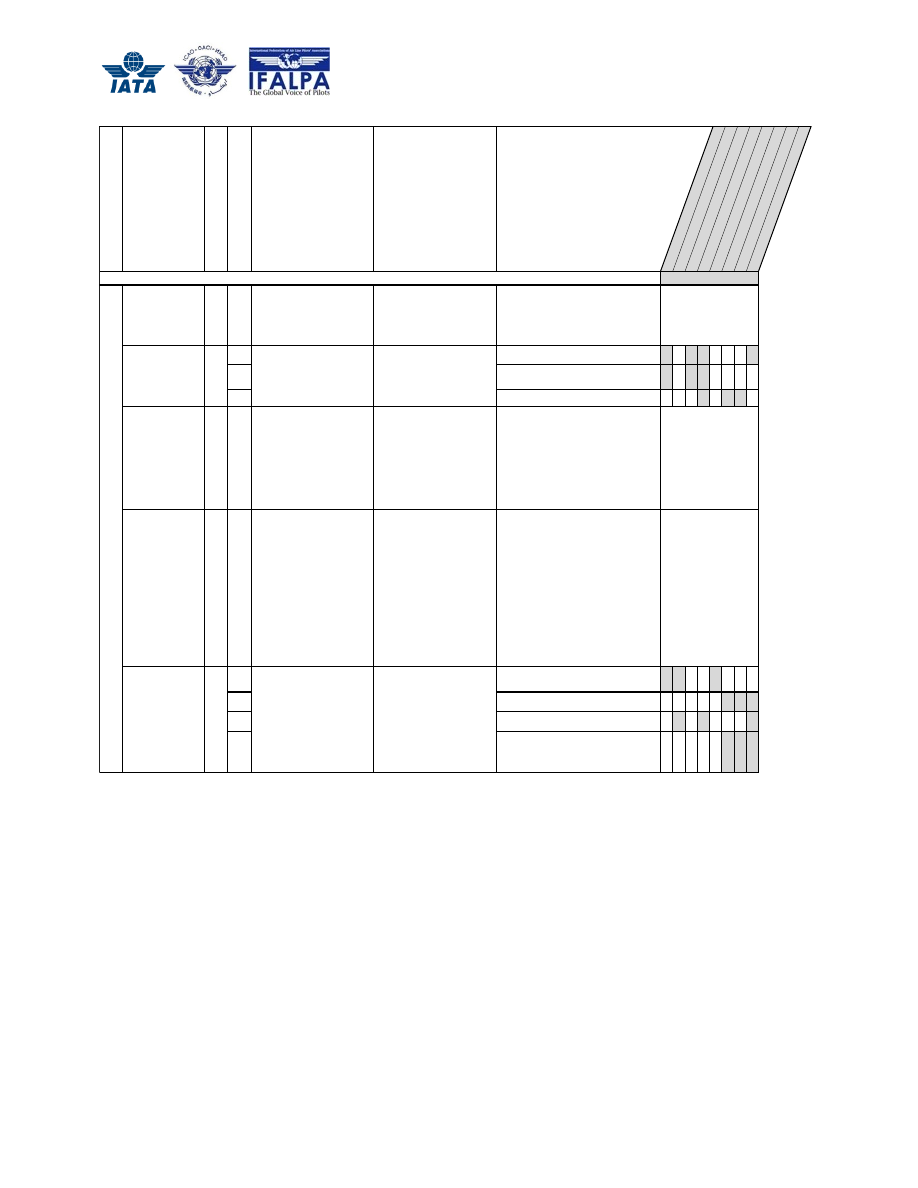 IATA
ICAO · OACI · ИКАО
International Federation of Air Line Pilots' Associations
IFALPA
The Global Voice of Pilots